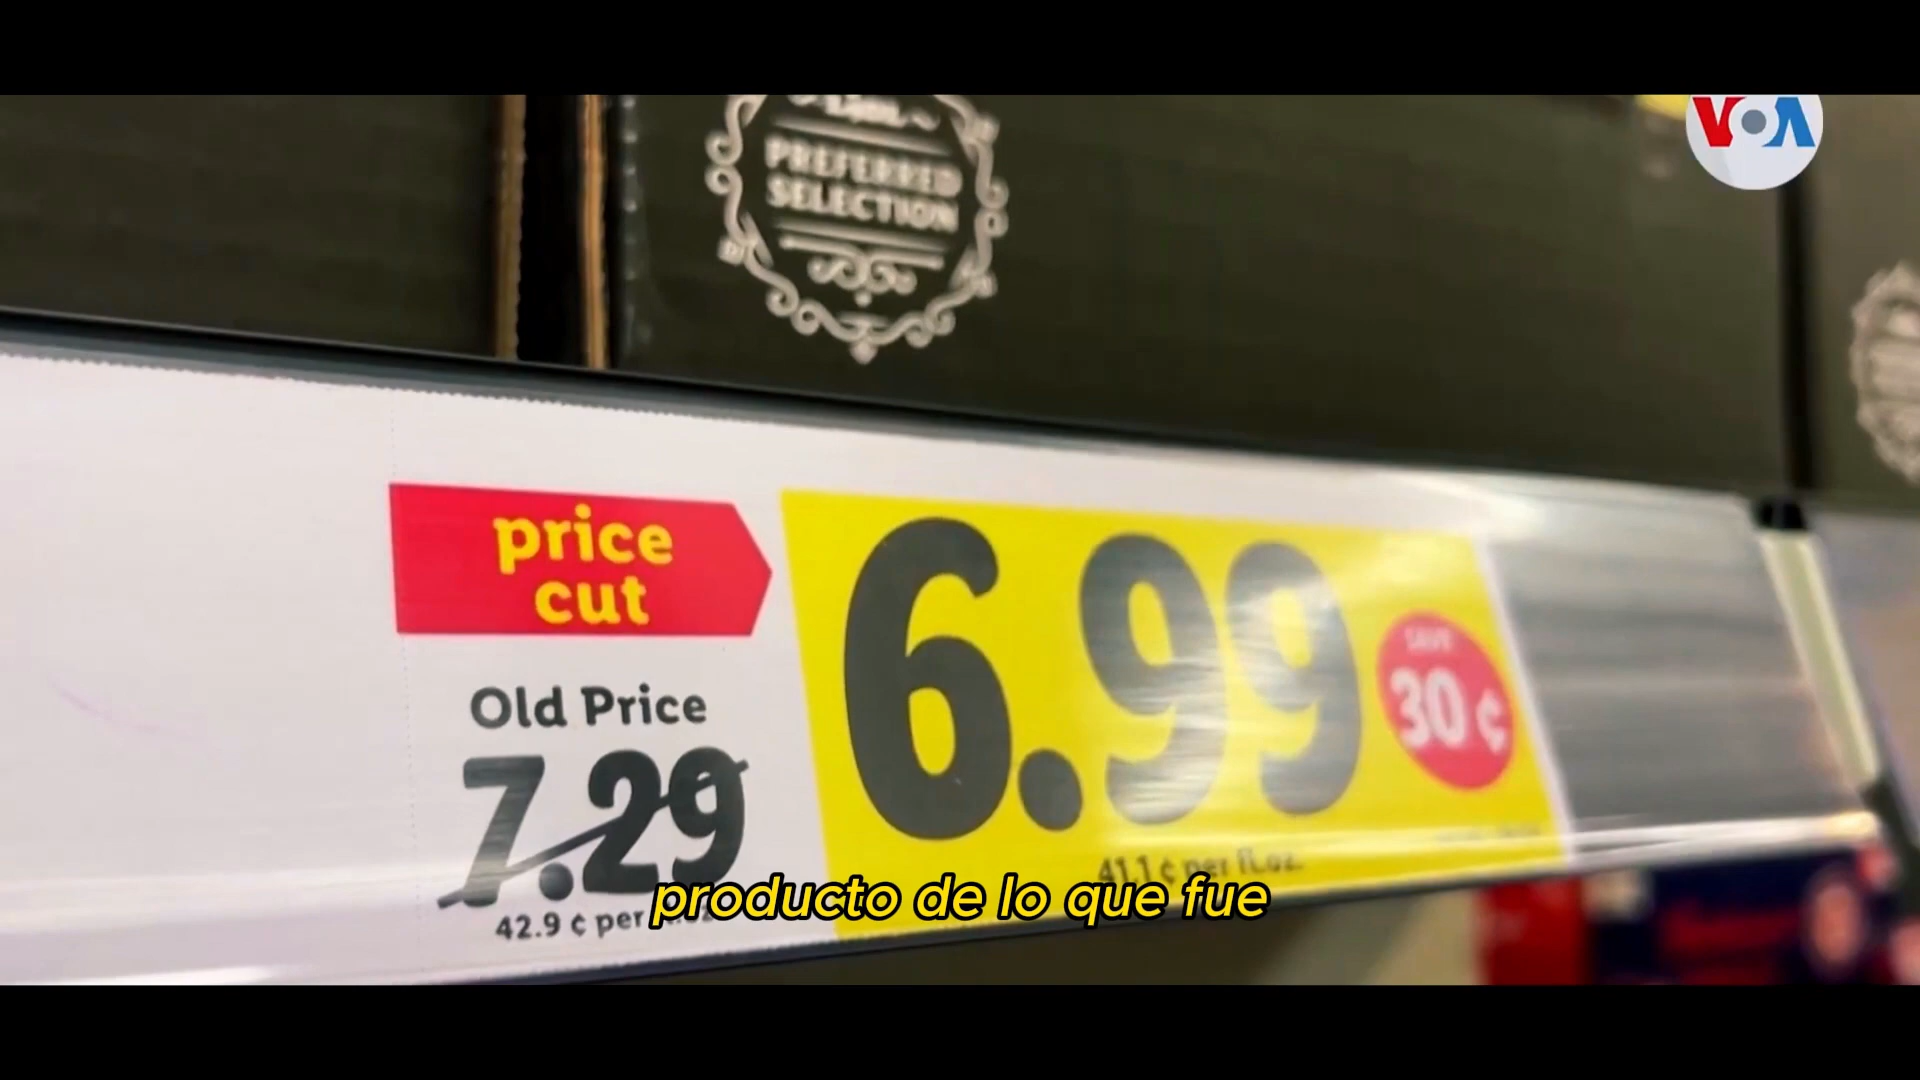 VOA
PREFERRED
SELECTION
price
cut
Old Price
7.29
42.9 ¢ per
6.99
SAVE
30 ¢
41.1 ¢ per fl.oz.
producto de lo que fue